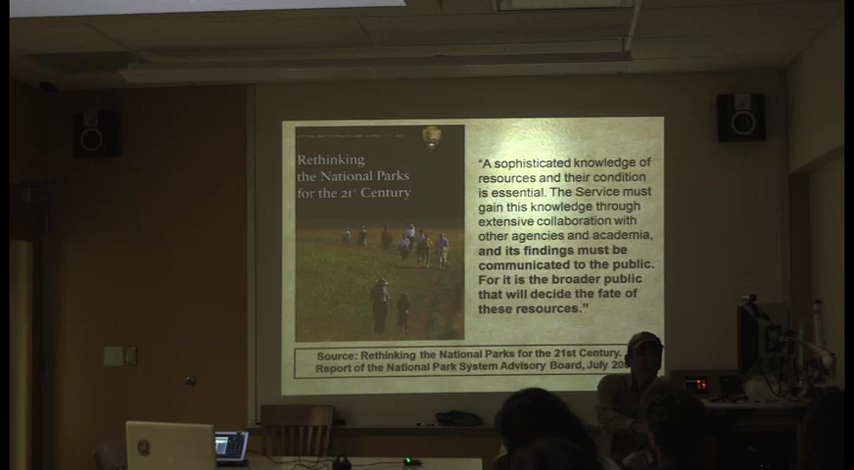 Rethinking
the National Parks
for the 21st Century
"A sophisticated knowledge of
resources and their condition
is essential. The Service must
gain this knowledge through
extensive collaboration with
other agencies and academia,
and its findings must be
communicated to the public.
For it is the broader public
that will decide the fate of
these resources."
Source: Rethinking the National Parks for the 21st Century.
Report of the National Park System Advisory Board, July